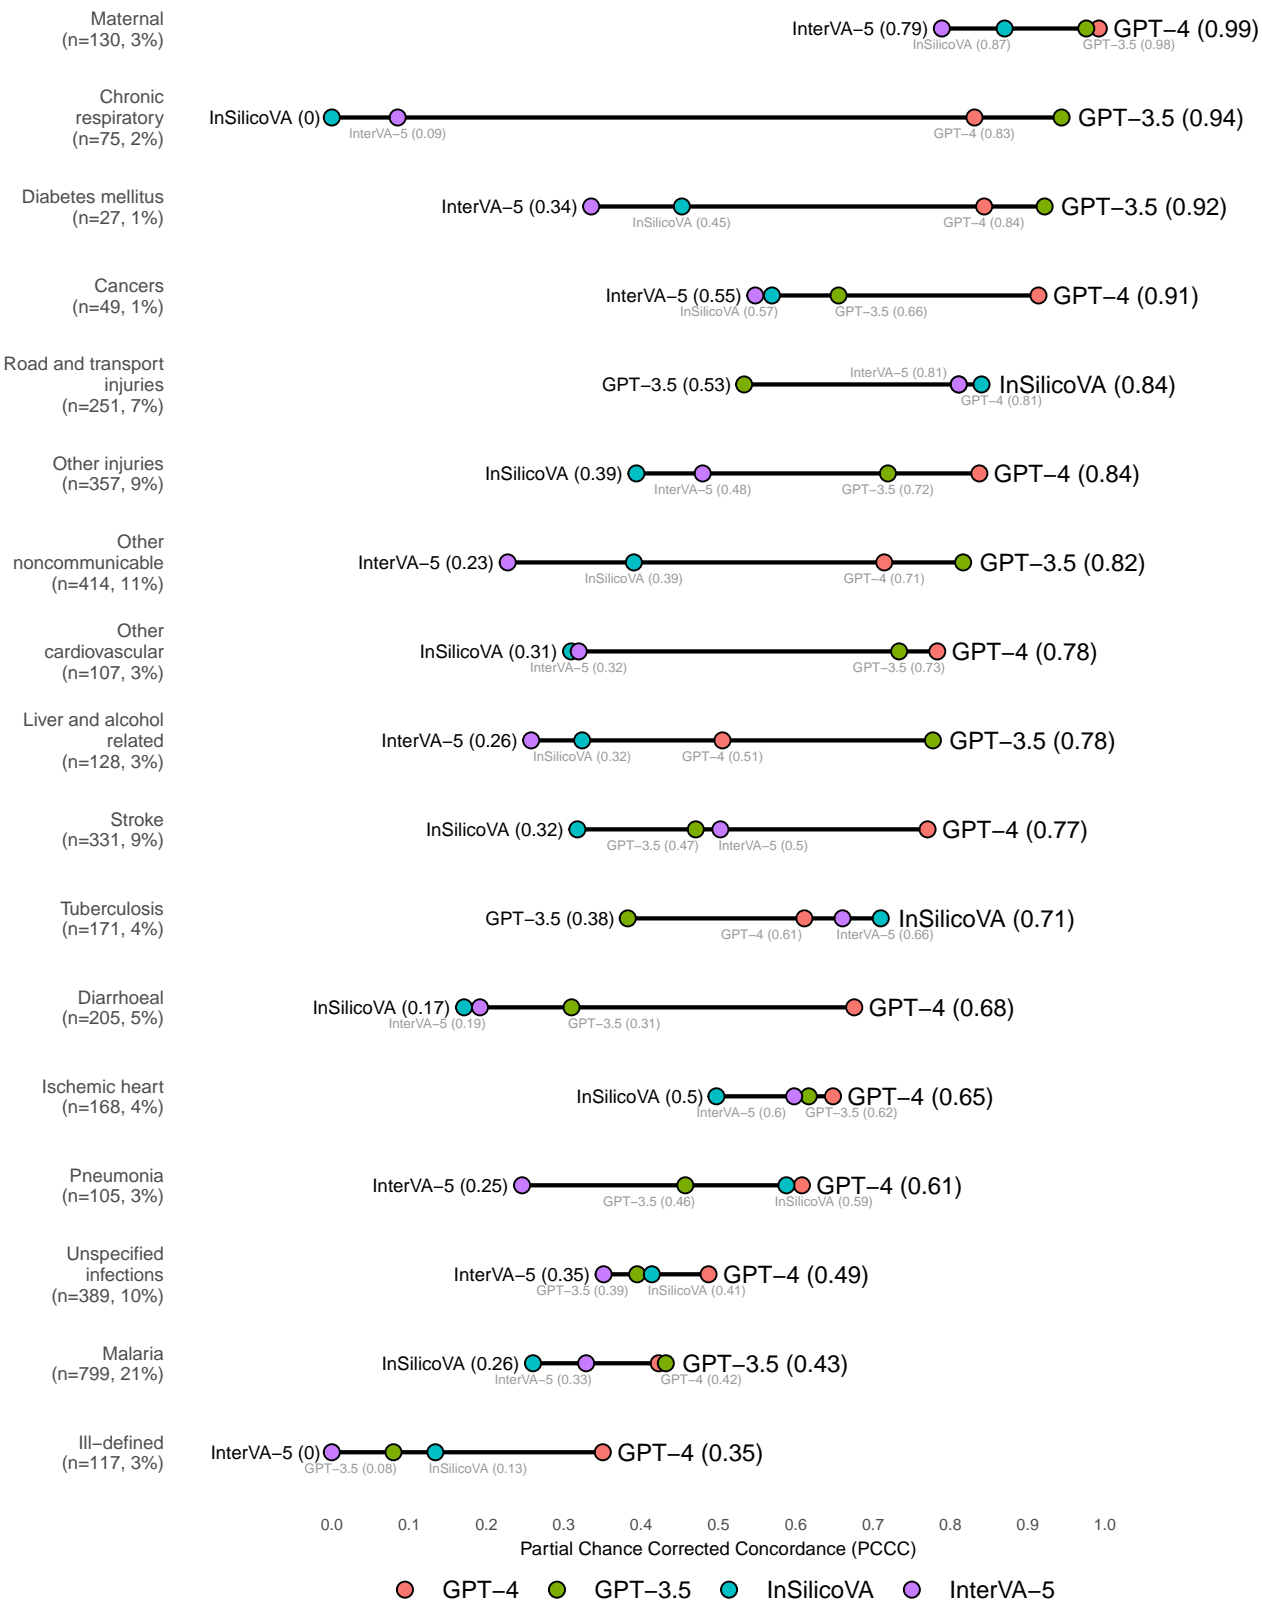 Maternal
(n=130, 3%)
InterVA−5 (0.79)
GPT−4 (0.99)
InSilicoVA (0.87)
GPT−3.5 (0.98)
Chronic
respiratory
(n=75, 2%)
InSilicoVA (0)
GPT−3.5 (0.94)
InterVA−5 (0.09)
GPT−4 (0.83)
Diabetes mellitus
(n=27, 1%)
InterVA−5 (0.34)
GPT−3.5 (0.92)
InSilicoVA (0.45)
GPT−4 (0.84)
Cancers
(n=49, 1%)
InterVA−5 (0.55)
GPT−4 (0.91)
InSilicoVA (0.57)
GPT−3.5 (0.66)
Road and transport
injuries
(n=251, 7%)
InterVA−5 (0.81)
GPT−3.5 (0.53)
InSilicoVA (0.84)
GPT−4 (0.81)
Other injuries
(n=357, 9%)
InSilicoVA (0.39)
GPT−4 (0.84)
InterVA−5 (0.48)
GPT−3.5 (0.72)
Other
noncommunicable
(n=414, 11%)
InterVA−5 (0.23)
GPT−3.5 (0.82)
InSilicoVA (0.39)
GPT−4 (0.71)
Other
cardiovascular
(n=107, 3%)
InSilicoVA (0.31)
GPT−4 (0.78)
InterVA−5 (0.32)
GPT−3.5 (0.73)
Liver and alcohol
related
(n=128, 3%)
InterVA−5 (0.26)
GPT−3.5 (0.78)
InSilicoVA (0.32)
GPT−4 (0.51)
Stroke
(n=331, 9%)
InSilicoVA (0.32)
GPT−4 (0.77)
GPT−3.5 (0.47)
InterVA−5 (0.5)
Tuberculosis
(n=171, 4%)
GPT−3.5 (0.38)
InSilicoVA (0.71)
GPT−4 (0.61)
InterVA−5 (0.66)
Diarrhoeal
(n=205, 5%)
InSilicoVA (0.17)
GPT−4 (0.68)
InterVA−5 (0.19)
GPT−3.5 (0.31)
Ischemic heart
(n=168, 4%)
InSilicoVA (0.5)
GPT−4 (0.65)
InterVA−5 (0.6)
GPT−3.5 (0.62)
Pneumonia
(n=105, 3%)
InterVA−5 (0.25)
GPT−4 (0.61)
GPT−3.5 (0.46)
InSilicoVA (0.59)
Unspecified
infections
(n=389, 10%)
InterVA−5 (0.35)
GPT−4 (0.49)
GPT−3.5 (0.39)
InSilicoVA (0.41)
Malaria
(n=799, 21%)
InSilicoVA (0.26)
GPT−3.5 (0.43)
InterVA−5 (0.33)
GPT−4 (0.42)
Ill−defined
(n=117, 3%)
InterVA−5 (0)
GPT−4 (0.35)
GPT−3.5 (0.08)
InSilicoVA (0.13)
0.0 0.1 0.2 0.3 0.4 0.5 0.6 0.7 0.8 0.9 1.0
Partial Chance Corrected Concordance (PCCC)
GPT−4 GPT−3.5 InSilicoVA InterVA−5